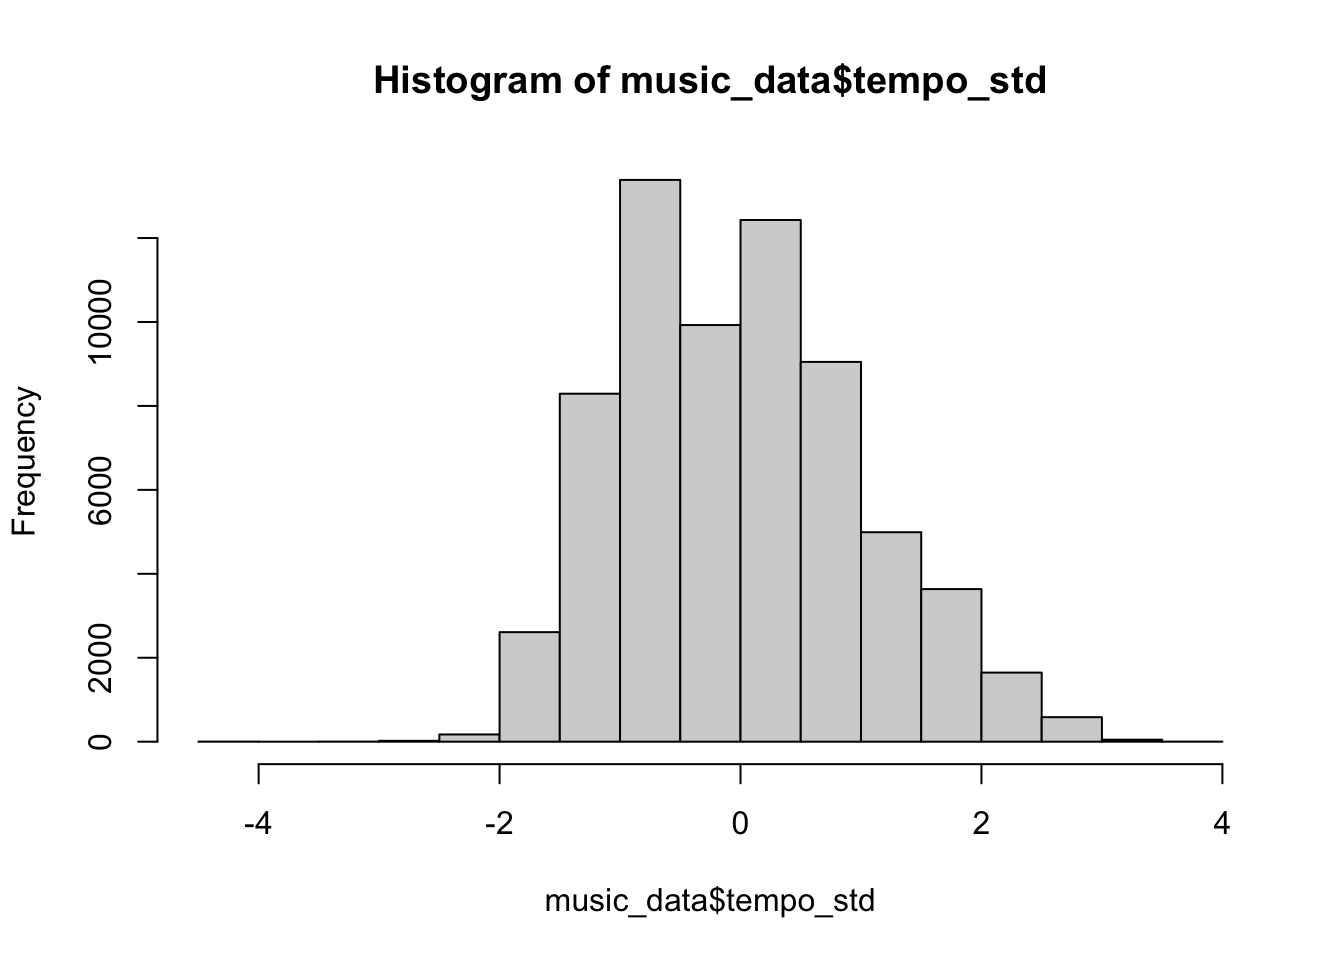 Histogram of music_data$tempo_std
Frequency
10000
6000
2000
0
-4 -2 0 2 4
music_data$tempo_std